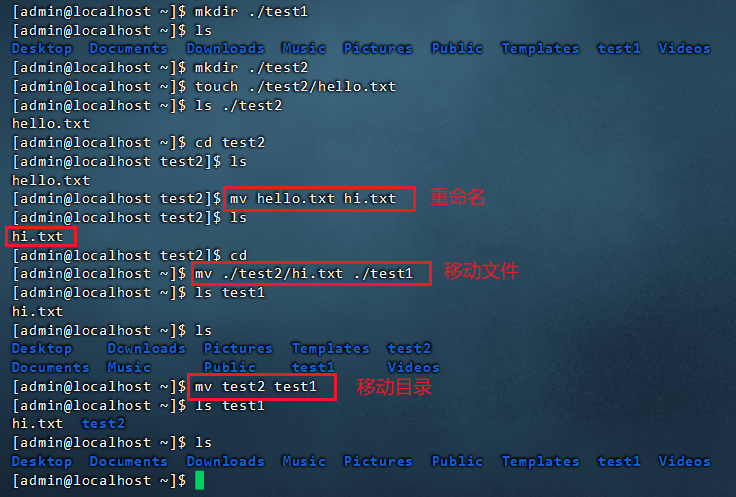 [admin@localhost ~]$ mkdir ./test1
[admin@localhost ~]$ ls
Desktop  Documents  Downloads  Music  Pictures  Public  Templates  test1  Videos
[admin@localhost ~]$ mkdir ./test2
[admin@localhost ~]$ touch ./test2/hello.txt
[admin@localhost ~]$ ls ./test2
hello.txt
[admin@localhost ~]$ cd test2
[admin@localhost test2]$ ls
hello.txt
[admin@localhost test2]$ mv hello.txt hi.txt 重命名
[admin@localhost test2]$ ls
hi.txt
[admin@localhost test2]$ cd
[admin@localhost ~]$ mv ./test2/hi.txt ./test1 移动文件
[admin@localhost ~]$ ls test1
hi.txt
[admin@localhost ~]$ ls
Desktop    Downloads  Pictures  Templates  test2
Documents  Music      Public    test1      Videos
[admin@localhost ~]$ mv test2 test1 移动目录
[admin@localhost ~]$ ls test1
hi.txt  test2
[admin@localhost ~]$ ls
Desktop  Documents  Downloads  Music  Pictures  Public  Templates  test1  Videos
[admin@localhost ~]$